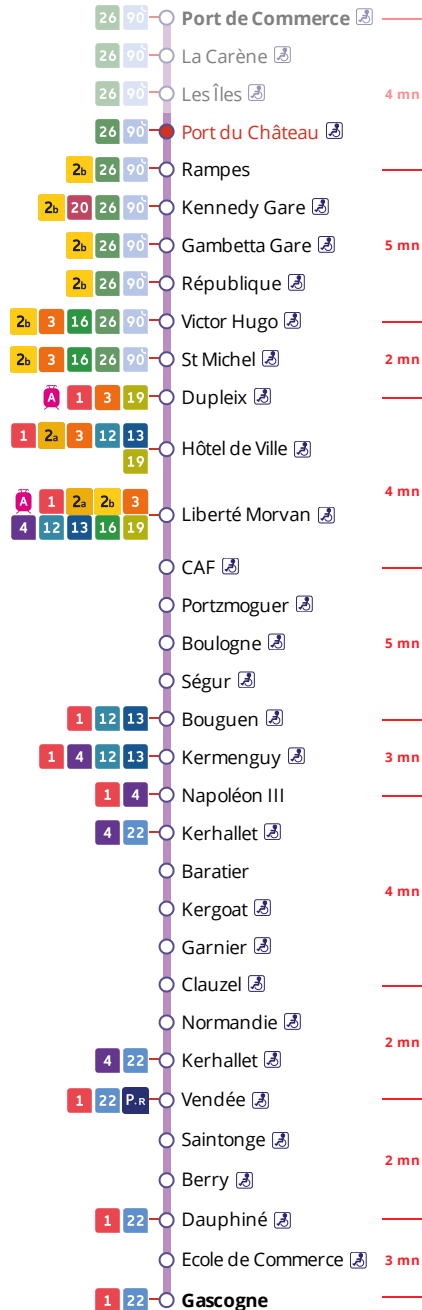 26 90 Port de Commerce
26 90 La Carène
26 90 Les Îles 4 mn
26 90 Port du Château
2b 26 90 Rampes
2b 20 26 90 Kennedy Gare
2b 26 90 Gambetta Gare 5 mn
2b 26 90 République
2b 3 16 26 90 Victor Hugo
2b 3 16 26 90 St Michel 2 mn
A 1 3 19 Dupleix
1 2a 3 12 13
19 Hôtel de Ville
4 mn
A 1 2a 2b 3
4 12 13 16 19 Liberté Morvan
CAF
Portzmoguer
Boulogne 5 mn
Ségur
1 12 13 Bouguen
1 4 12 13 Kermenguy 3 mn
1 4 Napoléon III
4 22 Kerhallet
Baratier
4 mn
Kergoat
Garnier
Clauzel
Normandie
2 mn
4 22 Kerhallet
1 22 P+R Vendée
Saintonge
2 mn
Berry
1 22 Dauphiné
Ecole de Commerce 3 mn
1 22 Gascogne